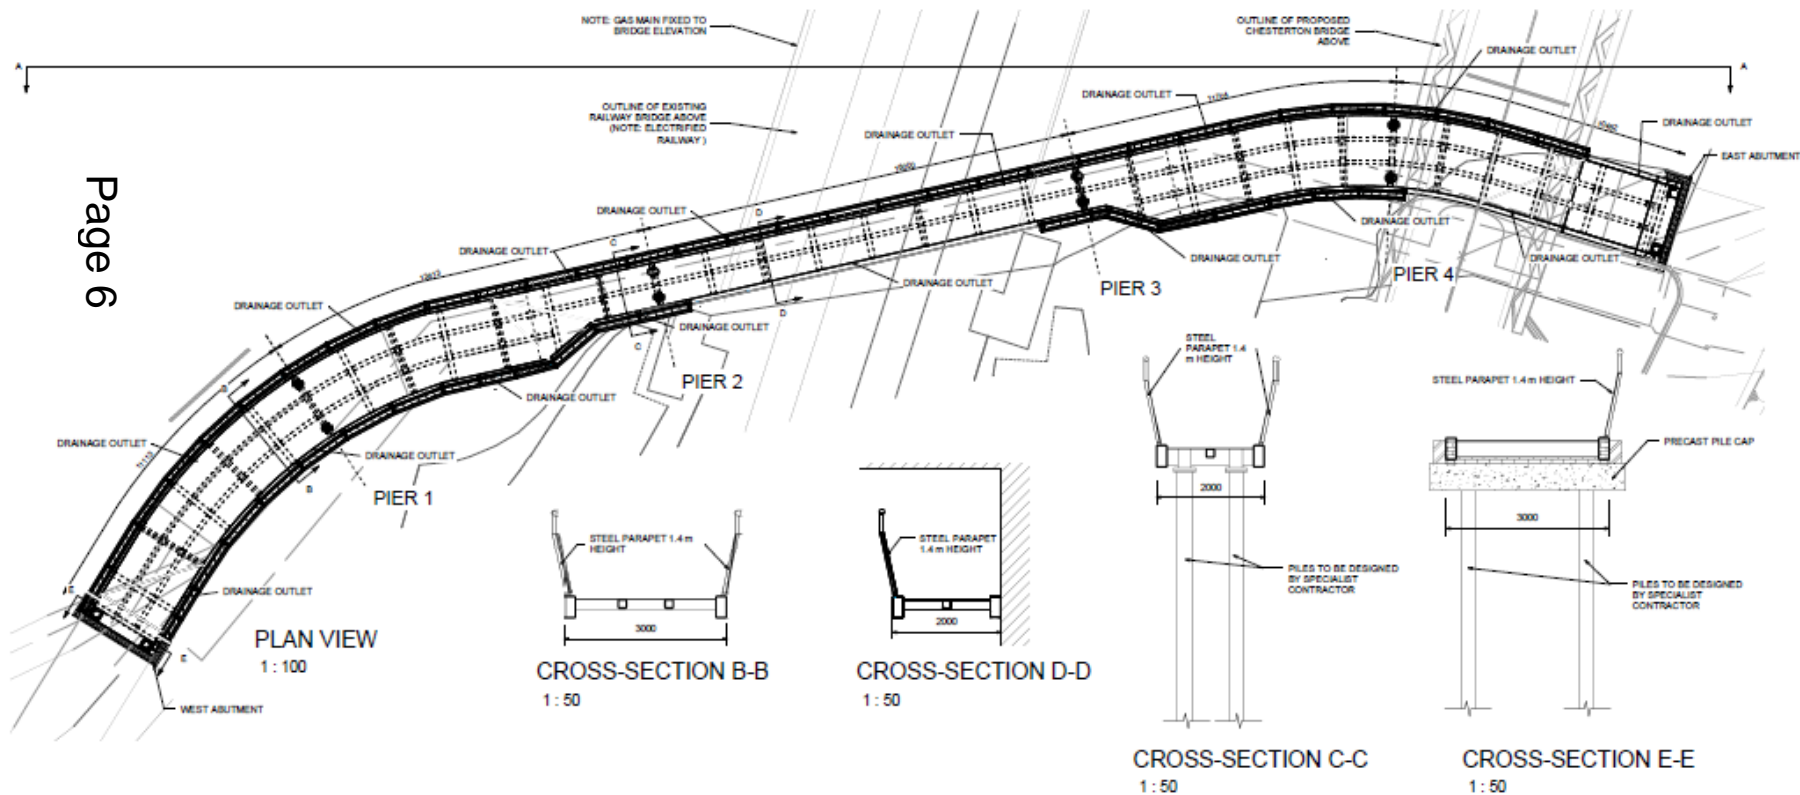 NOTE: GAS MAIN FIXED TO
BRIDGE ELEVATION
OUTLINE OF PROPOSED
CHESTERTON BRIDGE
ABOVE
DRAINAGE OUTLET
A
A
DRAINAGE OUTLET
OUTLINE OF EXISTING
RAILWAY BRIDGE ABOVE
(NOTE: ELECTRIFIED
RAILWAY )
DRAINAGE OUTLET
DRAINAGE OUTLET
EAST ABUTMENT
Page 6
DRAINAGE OUTLET
D
C
DRAINAGE OUTLET
DRAINAGE OUTLET
DRAINAGE OUTLET
DRAINAGE OUTLET
PIER 4
PIER 3
DRAINAGE OUTLET
DRAINAGE OUTLET
D
DRAINAGE OUTLET
C
PIER 2
B
DRAINAGE OUTLET
DRAINAGE OUTLET
DRAINAGE OUTLET
B
PIER 1
E
DRAINAGE OUTLET
E
WEST ABUTMENT
PLAN VIEW
1 : 100
STEEL PARAPET 1.4 m
HEIGHT
3000
CROSS-SECTION B-B
1 : 50
STEEL PARAPET
1.4 m HEIGHT
2000
CROSS-SECTION D-D
1 : 50
STEEL
PARAPET 1.4
m HEIGHT
2000
PILES TO BE DESIGNED
BY SPECIALIST
CONTRACTOR
CROSS-SECTION C-C
1 : 50
STEEL PARAPET 1.4 m HEIGHT
PRECAST PILE CAP
3000
PILES TO BE DESIGNED
BY SPECIALIST
CONTRACTOR
CROSS-SECTION E-E
1 : 50